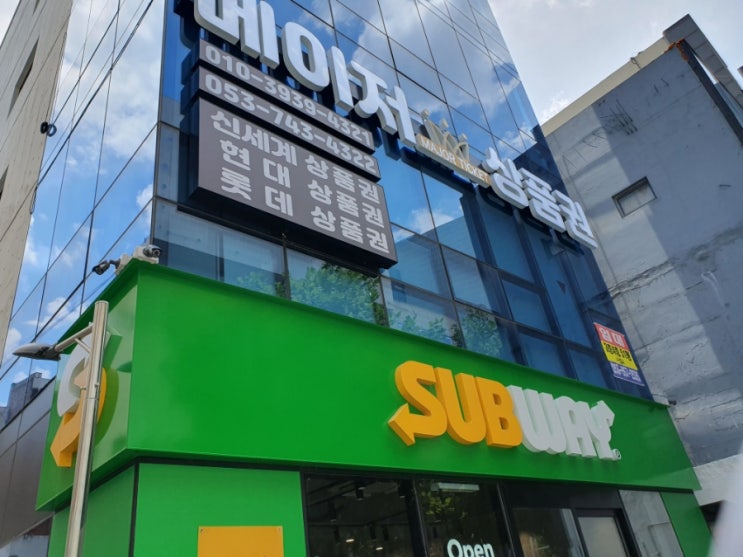 메이저 상품권
MAJOR TICKET
010-3939-4321
053-743-4322
신세계 상품권
현대 상품권
롯데 상품권
SUBWAY
Open